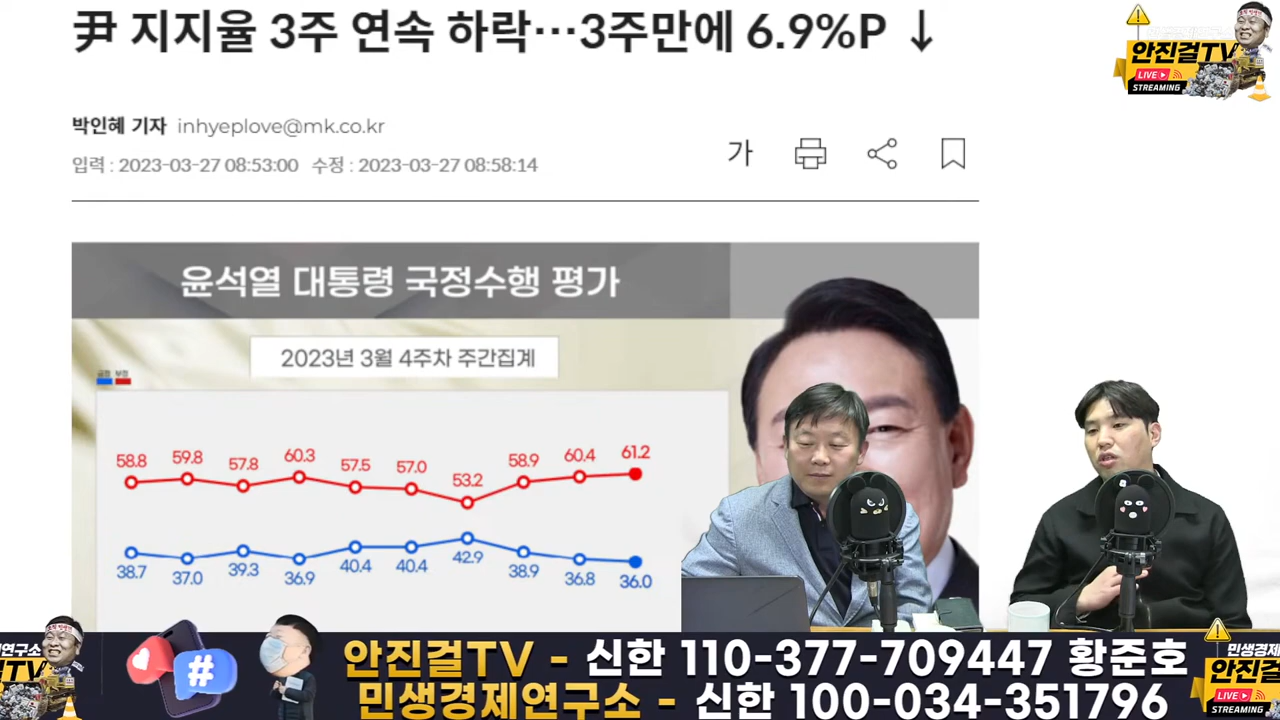 尹 지지율 3주 연속 하락…3주만에 6.9%P ↓
박인혜 기자 inhyeplove@mk.co.kr
입력 : 2023-03-27 08:53:00 수정 : 2023-03-27 08:58:14
가
안진걸TV
LIVE
STREAMING
윤석열 대통령 국정수행 평가
2023년 3월 4주차 주간집계
긍정 부정
58.8 59.8 57.8 60.3 57.5 57.0 53.2 58.9 60.4 61.2
38.7 37.0 39.3 36.9 40.4 40.4 42.9 38.9 36.8 36.0
#
안진걸TV - 신한 110-377-709447 황준호
민생경제연구소 - 신한 100-034-351796
민생경제
안진걸
LIVE
STREAMING